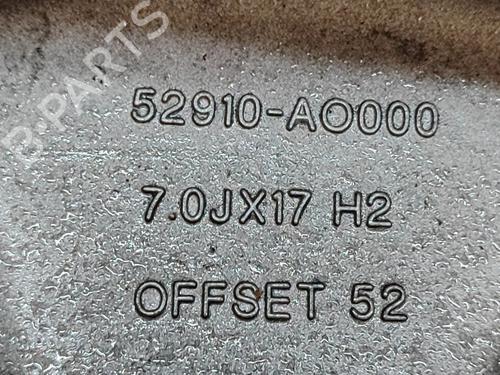 B-PARTS
52910-AO000
7.0JX17 H2
OFFSET 52